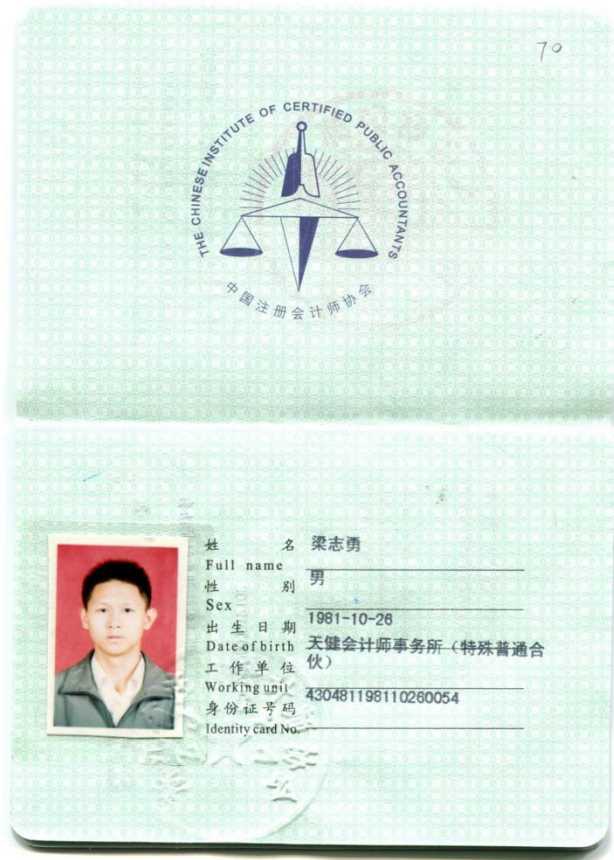 70
THE CHINESE INSTITUTE OF CERTIFIED PUBLIC ACCOUNTANTS
中国注册会计师协会
姓 名 梁志勇
Full name
性 别 男
Sex
出生日期 1981-10-26
Date of birth 天健会计师事务所（特殊普通合
工作单位 伙）
Working unit 430481198110260054
身份证号码
Identity card No.